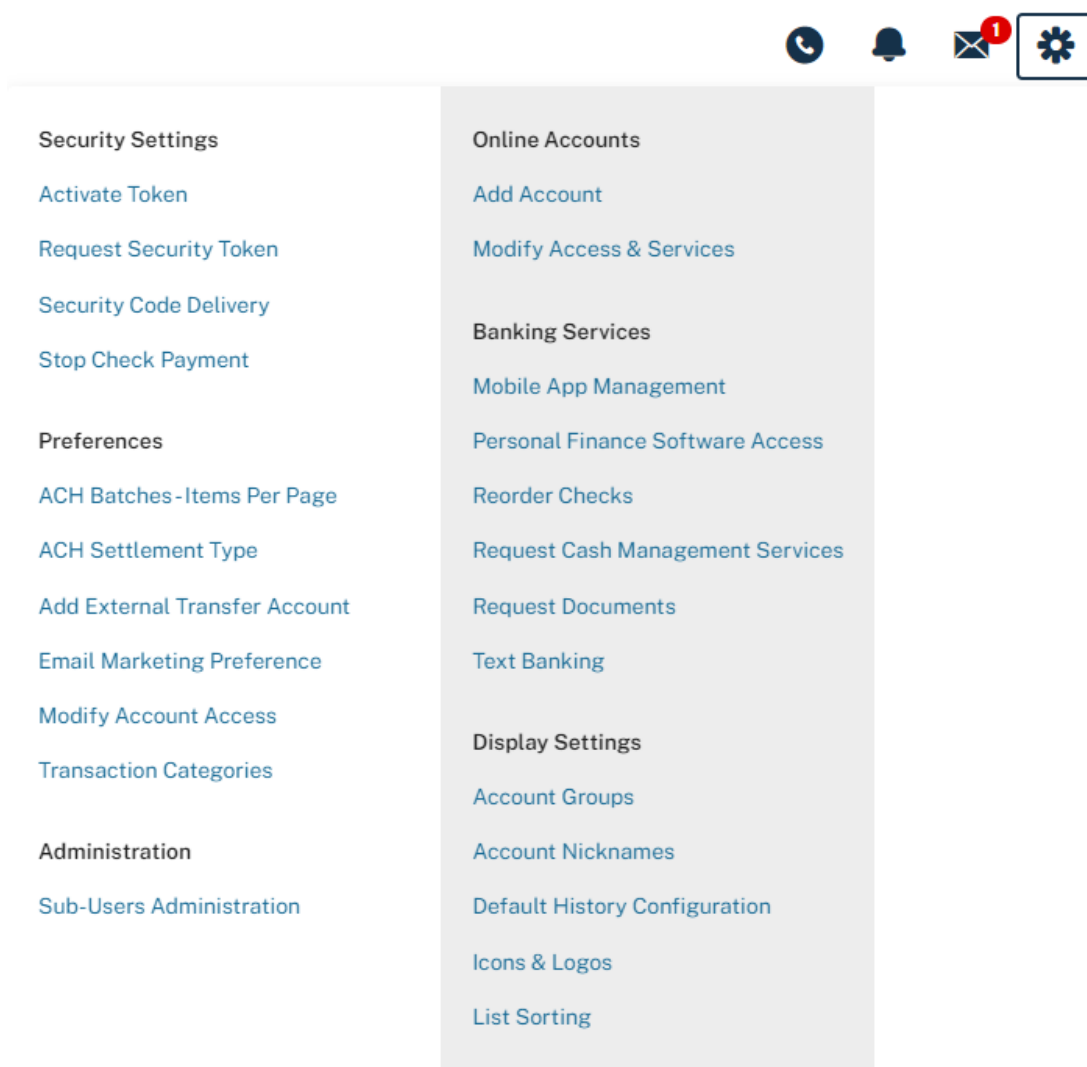 1
Security Settings
Activate Token
Request Security Token
Security Code Delivery
Stop Check Payment
Preferences
ACH Batches - Items Per Page
ACH Settlement Type
Add External Transfer Account
Email Marketing Preference
Modify Account Access
Transaction Categories
Administration
Sub-Users Administration
Online Accounts
Add Account
Modify Access & Services
Banking Services
Mobile App Management
Personal Finance Software Access
Reorder Checks
Request Cash Management Services
Request Documents
Text Banking
Display Settings
Account Groups
Account Nicknames
Default History Configuration
Icons & Logos
List Sorting